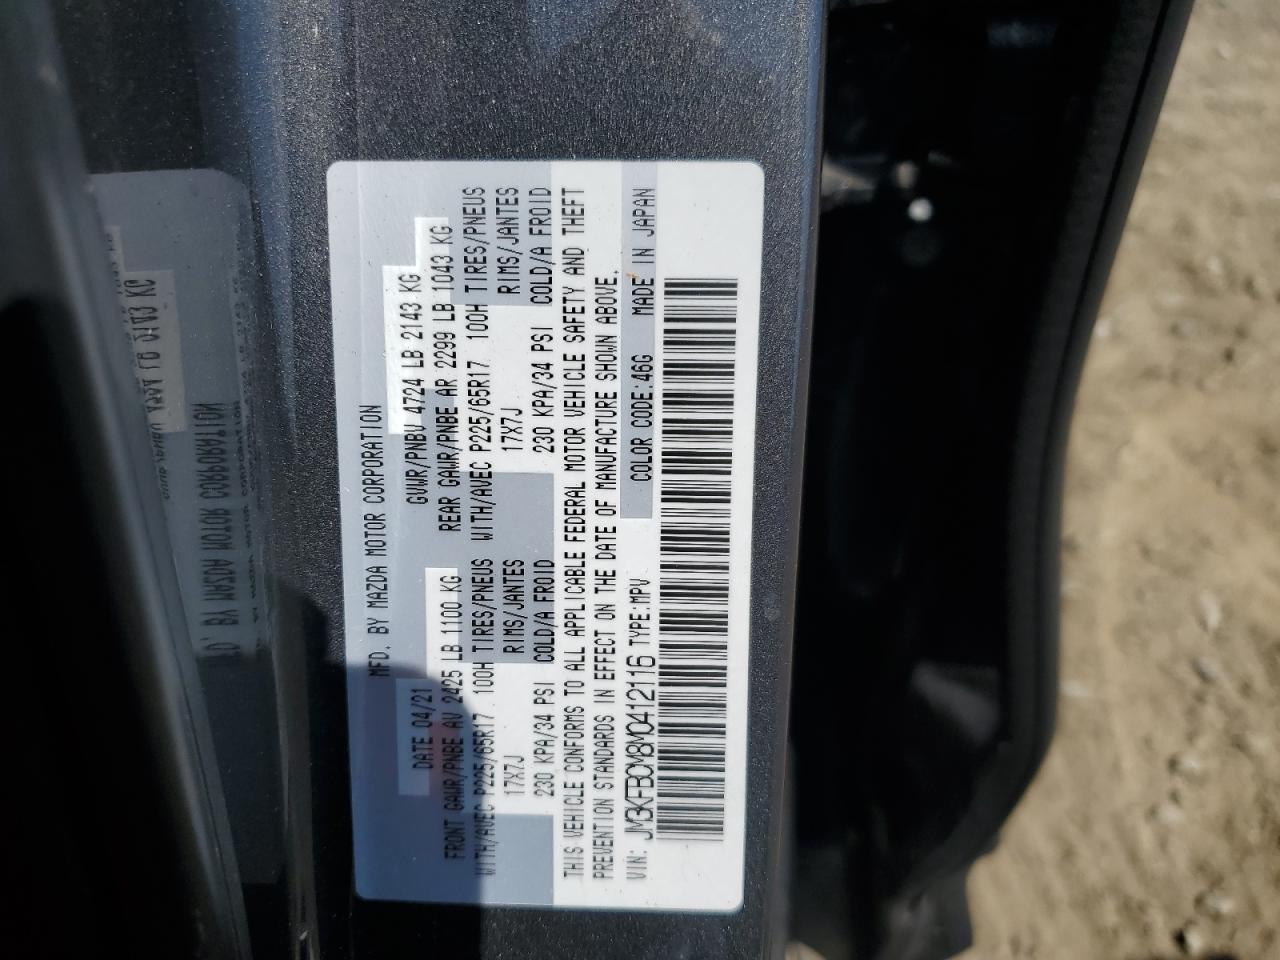 MFD. BY MAZDA MOTOR CORPORATION
DATE 04/21 GVWR/PNBV 4724 LB 2143 KG
FRONT GAWR/PNBE AV 2425 LB 1100 KG REAR GAWR/PNBE AR 2299 LB 1043 KG
WITH/AVEC P225/65R17 100H TIRES/PNEUS WITH/AVEC P225/65R17 100H TIRES/PNEUS
17X7J RIMS/JANTES 17X7J RIMS/JANTES
230 KPA/34 PSI COLD/A FROID 230 KPA/34 PSI COLD/A FROID
THIS VEHICLE CONFORMS TO ALL APPLICABLE FEDERAL MOTOR VEHICLE SAFETY AND THEFT
PREVENTION STANDARDS IN EFFECT ON THE DATE OF MANUFACTURE SHOWN ABOVE.
VIN: JM3KFBCM8M0412116 TYPE:MPV COLOR CODE:46G MADE IN JAPAN